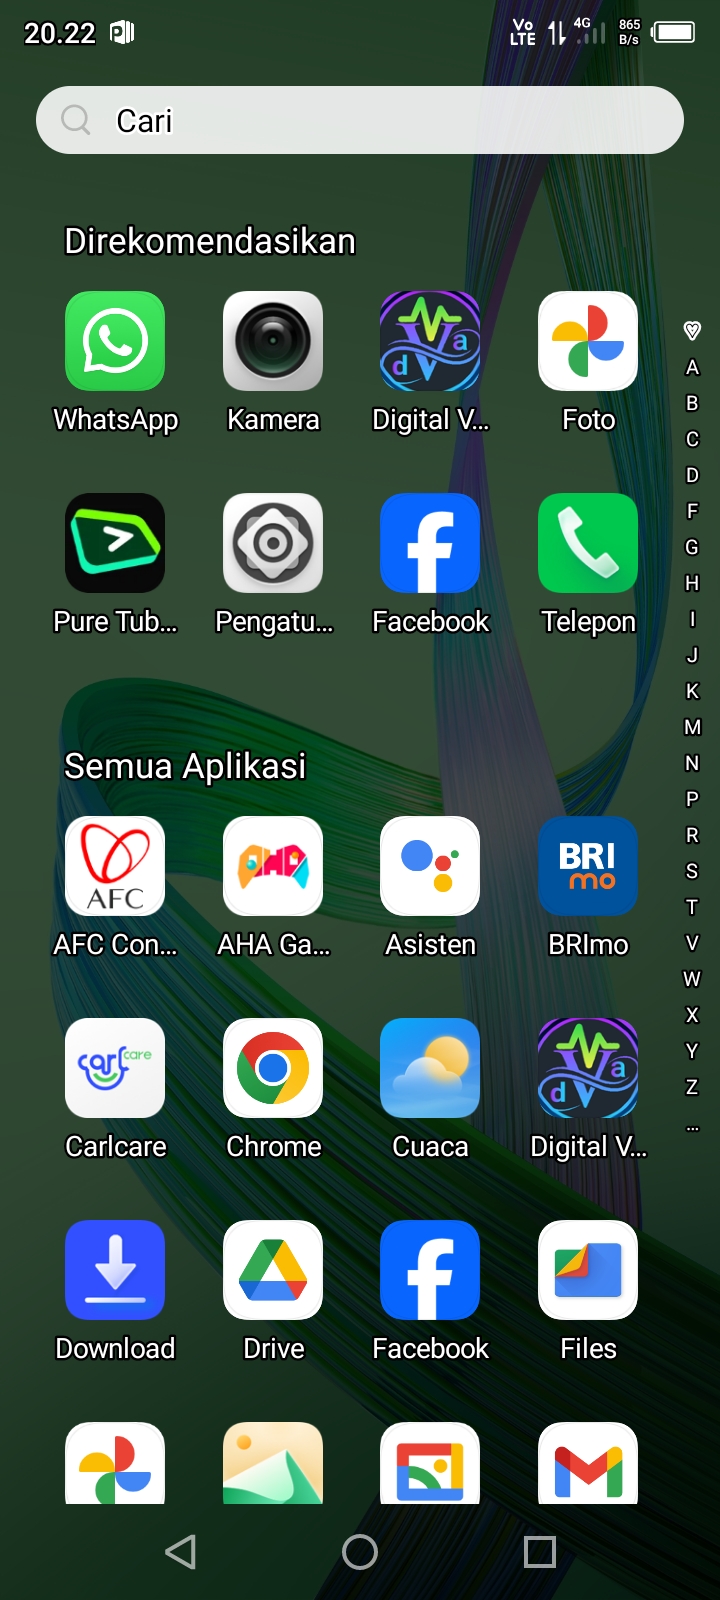 20.22
Vo LTE 4G 865 B/s
Cari
Direkomendasikan
WhatsApp Kamera Digital V... Foto
Pure Tub... Pengatu... Facebook Telepon
Semua Aplikasi
AFC BRI mo
AFC Con... AHA Ga... Asisten BRImo
carlcare
Carlcare Chrome Cuaca Digital V...
Download Drive Facebook Files
A
B
C
D
F
G
H
I
J
K
M
N
P
R
S
T
V
W
X
Y
Z
...